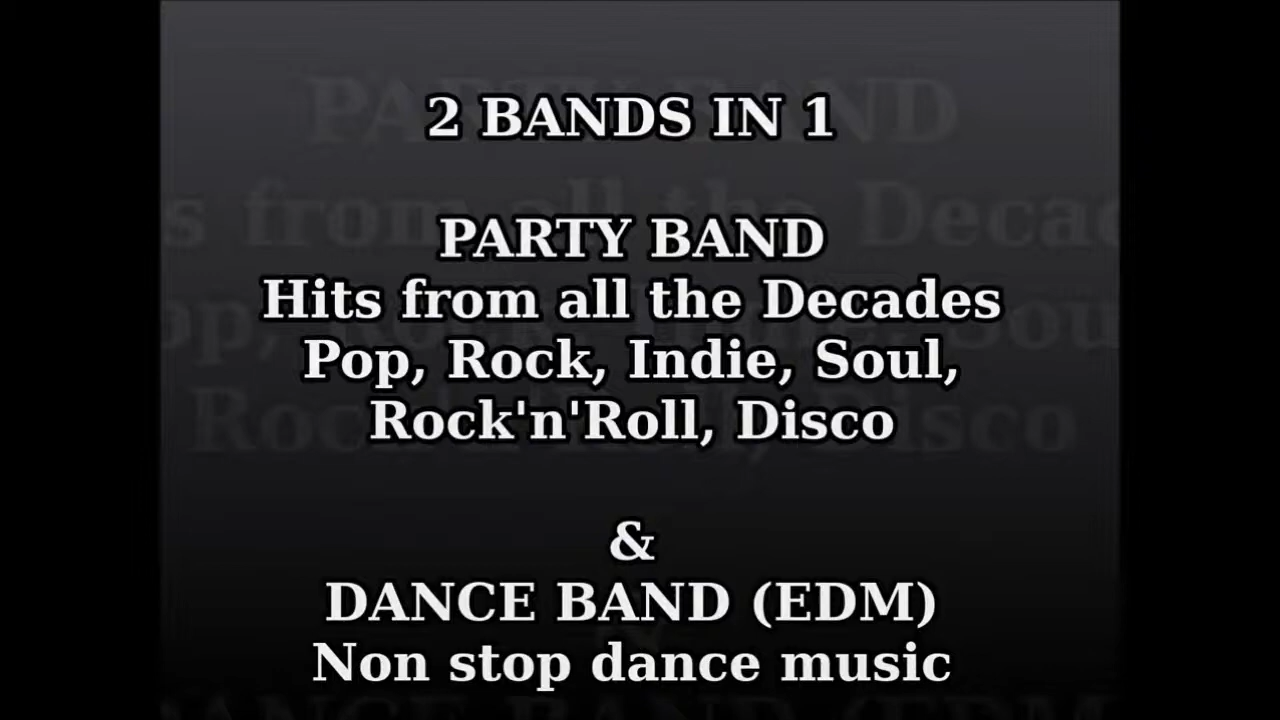 2 BANDS IN 1
PARTY BAND
Hits from all the Decades
Pop, Rock, Indie, Soul,
Rock'n'Roll, Disco
&
DANCE BAND (EDM)
Non stop dance music